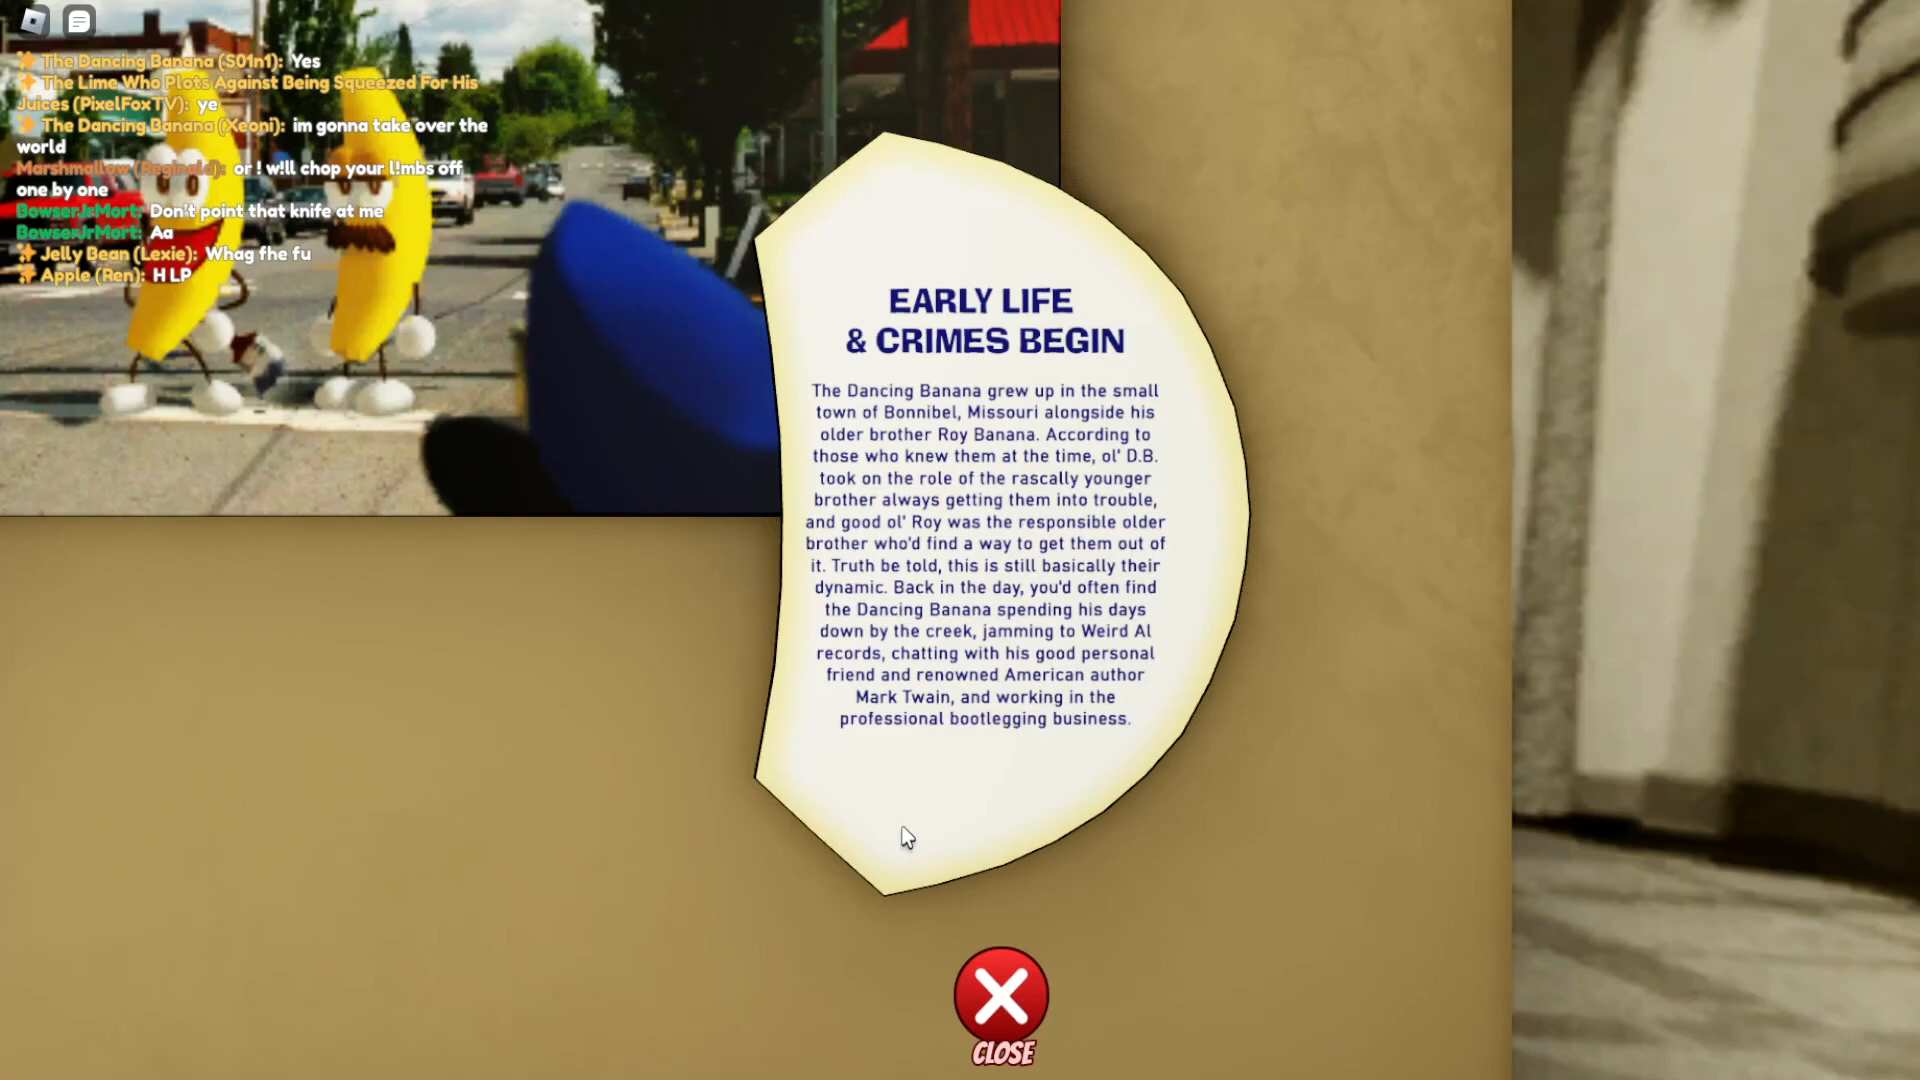 The Dancing Banana (S01n1): Yes
The Lime Who Plots Against Being Squeezed For His
Juices (PixelFoxTV): ye
The Dancing Banana (Xeoni): im gonna take over the
world
Marshmallow (Reginald): or ! w!ll chop your l!mbs off
one by one
BowserJrMort: Don't point that knife at me
BowserJrMort: Aa
Jelly Bean (Lexie): Whag fhe fu
Apple (Ren): H LP
EARLY LIFE
& CRIMES BEGIN
The Dancing Banana grew up in the small
town of Bonnibel, Missouri alongside his
older brother Roy Banana. According to
those who knew them at the time, ol' D.B.
took on the role of the rascally younger
brother always getting them into trouble,
and good ol' Roy was the responsible older
brother who'd find a way to get them out of
it. Truth be told, this is still basically their
dynamic. Back in the day, you'd often find
the Dancing Banana spending his days
down by the creek, jamming to Weird Al
records, chatting with his good personal
friend and renowned American author
Mark Twain, and working in the
professional bootlegging business.
CLOSE